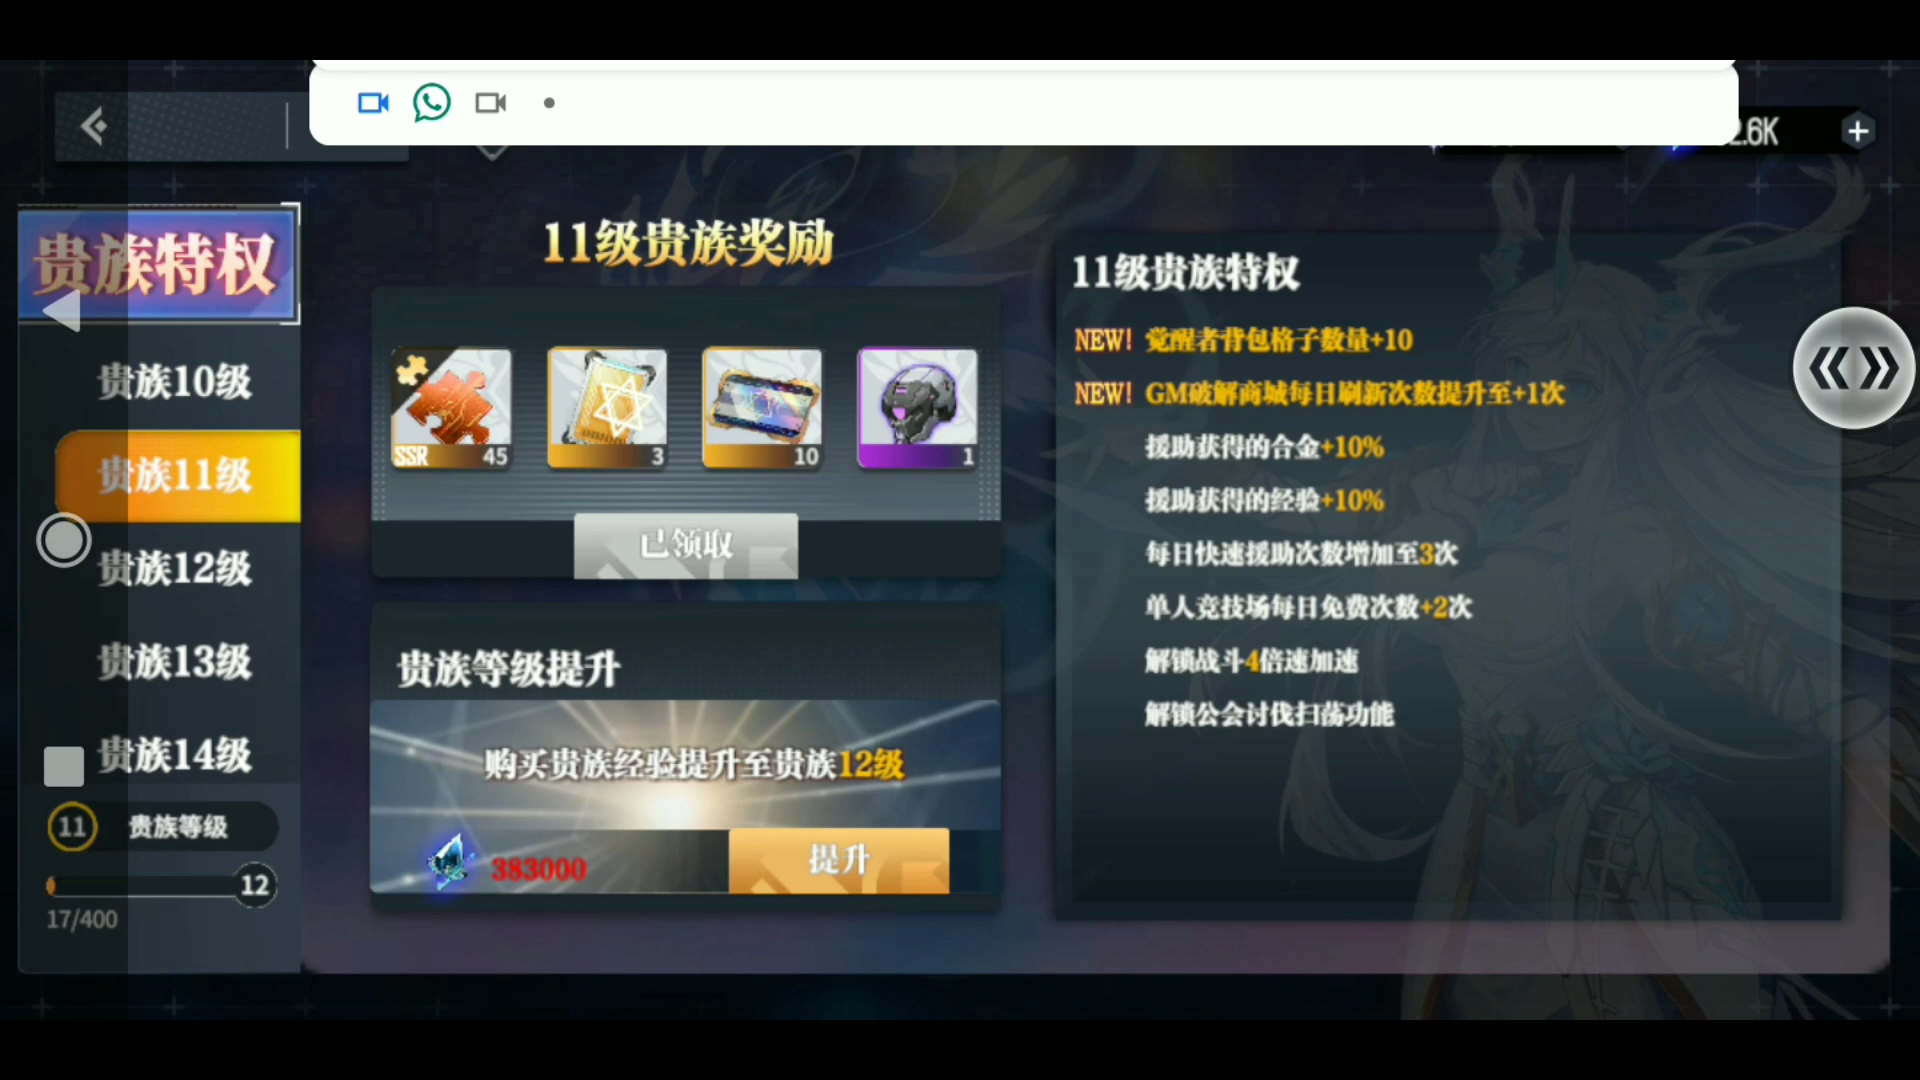 2.6K
贵族特权
贵族10级
贵族11级
贵族12级
贵族13级
贵族14级
11 贵族等级
12
17/400
11级贵族奖励
SSR 45
3
10
1
已领取
贵族等级提升
购买贵族经验提升至贵族12级
383000
提升
11级贵族特权
NEW! 觉醒者背包格子数量+10
NEW! GM破解商城每日刷新次数提升至+1次
援助获得的合金+10%
援助获得的经验+10%
每日快速援助次数增加至3次
单人竞技场每日免费次数+2次
解锁战斗4倍速加速
解锁公会讨伐扫荡功能